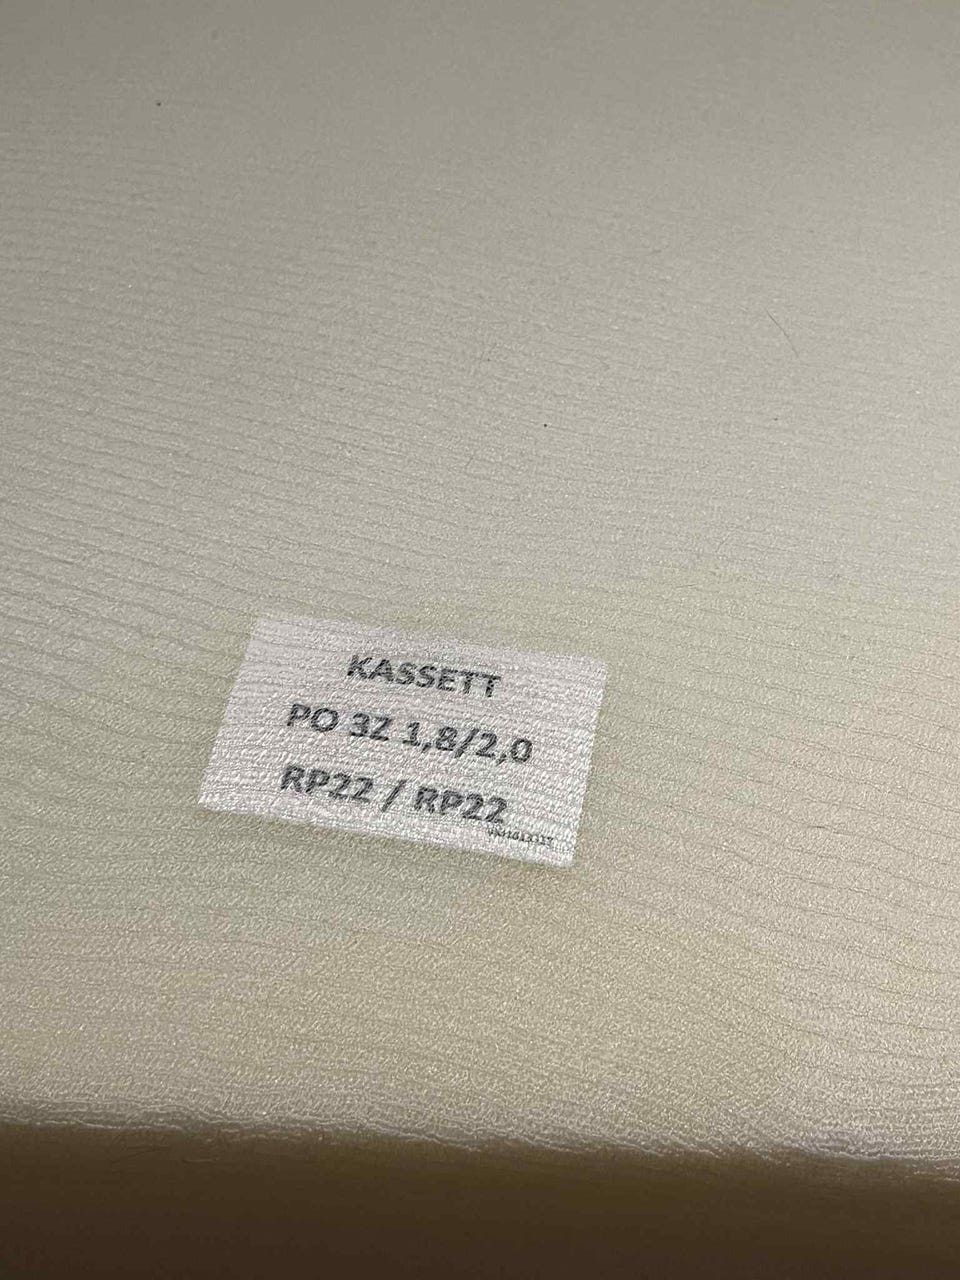 KASSETT
PO 3Z 1,8/2,0
RP22 / RP22